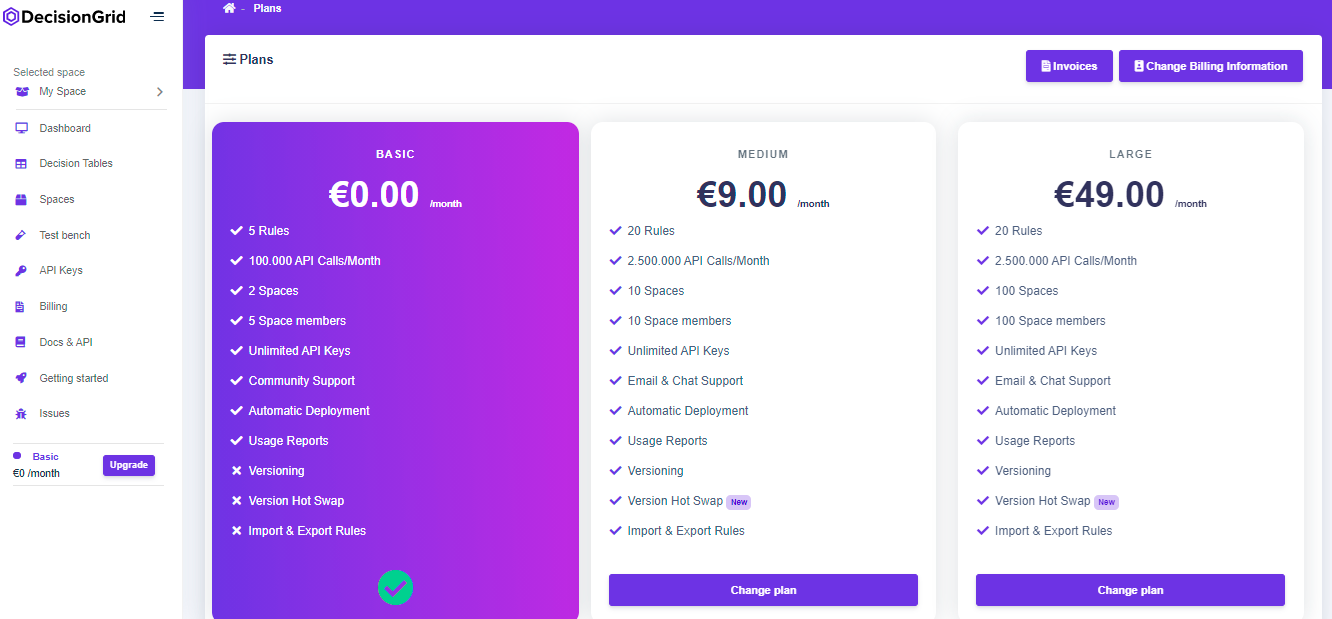 DecisionGrid
- Plans
Selected space
My Space
Dashboard
Decision Tables
Spaces
Test bench
API Keys
Billing
Docs & API
Getting started
Issues
Basic
€0 /month
Upgrade
Plans
Invoices
Change Billing Information
BASIC
€0.00 /month
5 Rules
100.000 API Calls/Month
2 Spaces
5 Space members
Unlimited API Keys
Community Support
Automatic Deployment
Usage Reports
Versioning
Version Hot Swap
Import & Export Rules
MEDIUM
€9.00 /month
20 Rules
2.500.000 API Calls/Month
10 Spaces
10 Space members
Unlimited API Keys
Email & Chat Support
Automatic Deployment
Usage Reports
Versioning
Version Hot Swap New
Import & Export Rules
Change plan
LARGE
€49.00 /month
20 Rules
2.500.000 API Calls/Month
100 Spaces
100 Space members
Unlimited API Keys
Email & Chat Support
Automatic Deployment
Usage Reports
Versioning
Version Hot Swap New
Import & Export Rules
Change plan